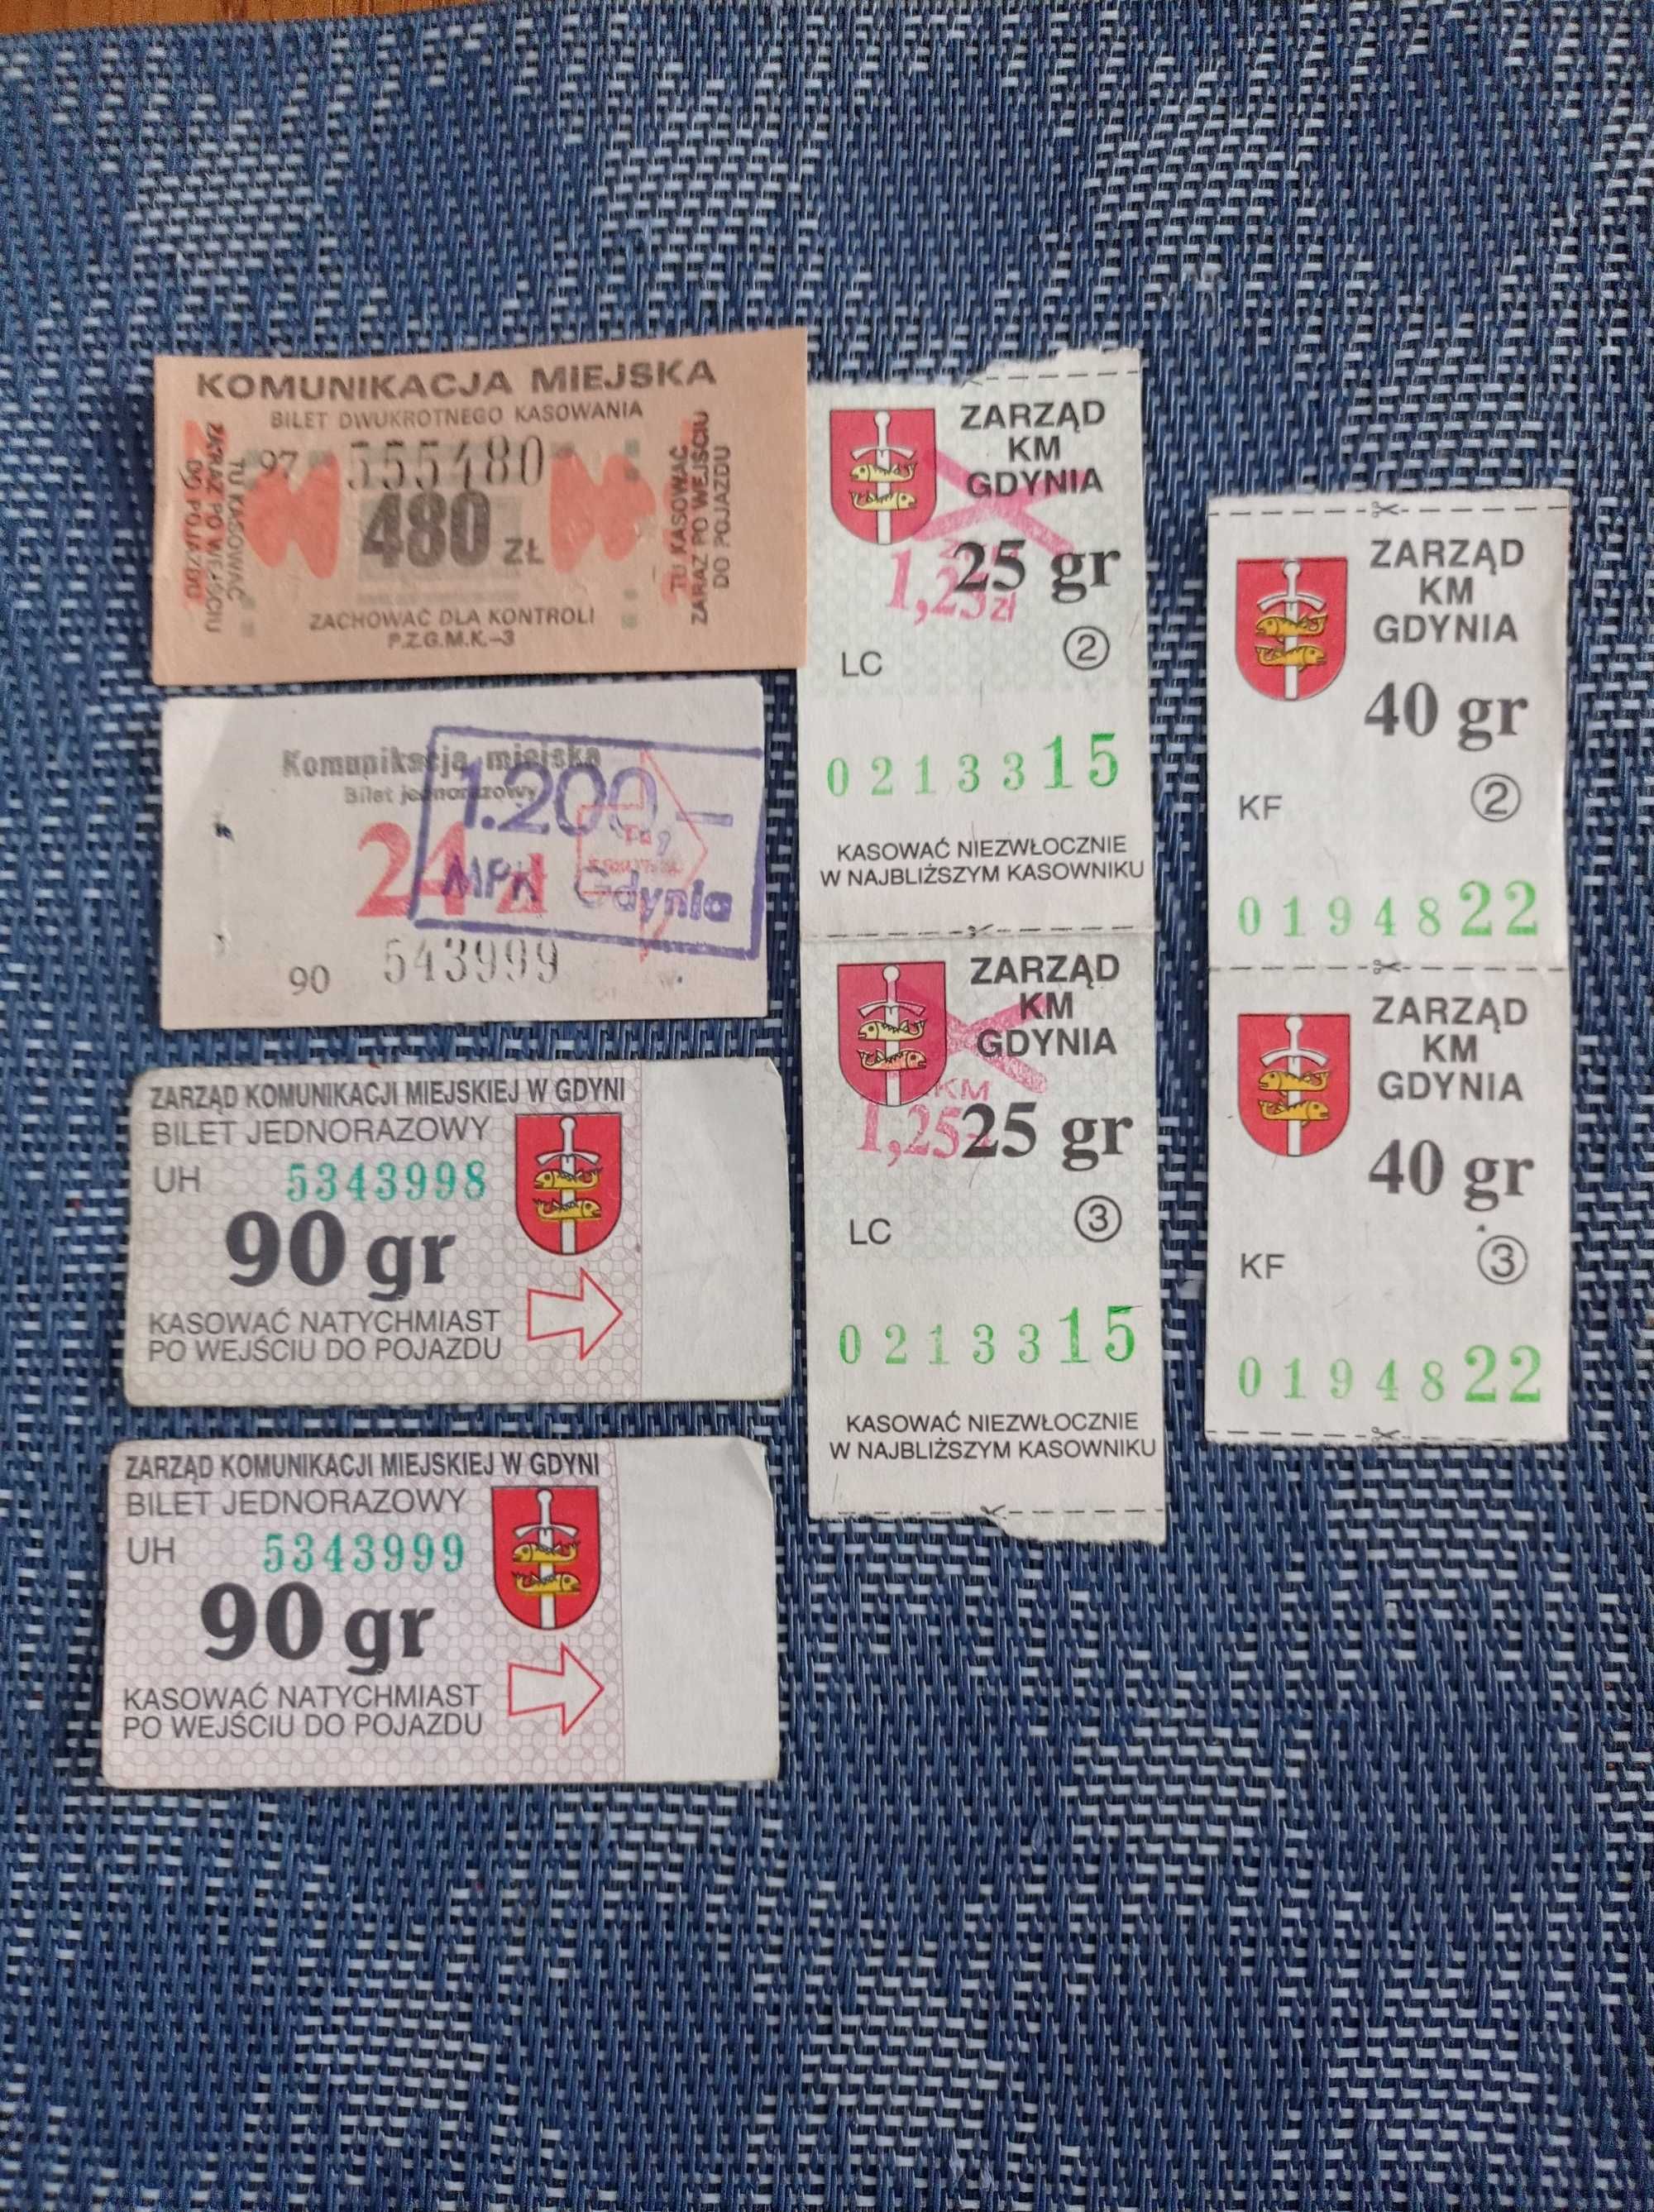 KOMUNIKACJA MIEJSKA
BILET DWUKROTNEGO KASOWANIA
97 555480
480 ZŁ
TU KASOWAĆ
ZARAZ PO WEJŚCIU
DO POJAZDU
TU KASOWAĆ
ZARAZ PO WEJŚCIU
DO POJAZDU
ZACHOWAĆ DLA KONTROLI
P.Z.G.M.K.-3
Komunikacja miejska
Bilet jednorazowy
24 zł
1.200,-
MPK Gdynia
90 543999
ZARZĄD KOMUNIKACJI MIEJSKIEJ W GDYNI
BILET JEDNORAZOWY
UH 5343998
90 gr
KASOWAĆ NATYCHMIAST
PO WEJŚCIU DO POJAZDU
ZARZĄD KOMUNIKACJI MIEJSKIEJ W GDYNI
BILET JEDNORAZOWY
UH 5343999
90 gr
KASOWAĆ NATYCHMIAST
PO WEJŚCIU DO POJAZDU
ZARZĄD
KM
GDYNIA
25 gr
1,25 zł
LC 2
0213315
KASOWAĆ NIEZWŁOCZNIE
W NAJBLIŻSZYM KASOWNIKU
ZARZĄD
KM
GDYNIA
KM
25 gr
1,25
LC 3
0213315
KASOWAĆ NIEZWŁOCZNIE
W NAJBLIŻSZYM KASOWNIKU
ZARZĄD
KM
GDYNIA
40 gr
KF 2
0194822
ZARZĄD
KM
GDYNIA
40 gr
KF 3
0194822